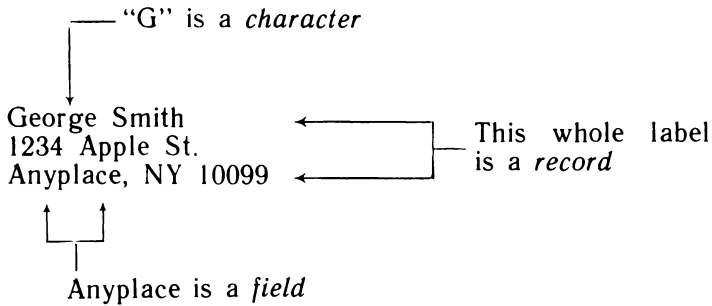 “G” is a character
George Smith
1234 Apple St.
Anyplace, NY 10099
This whole label
is a record
Anyplace is a field